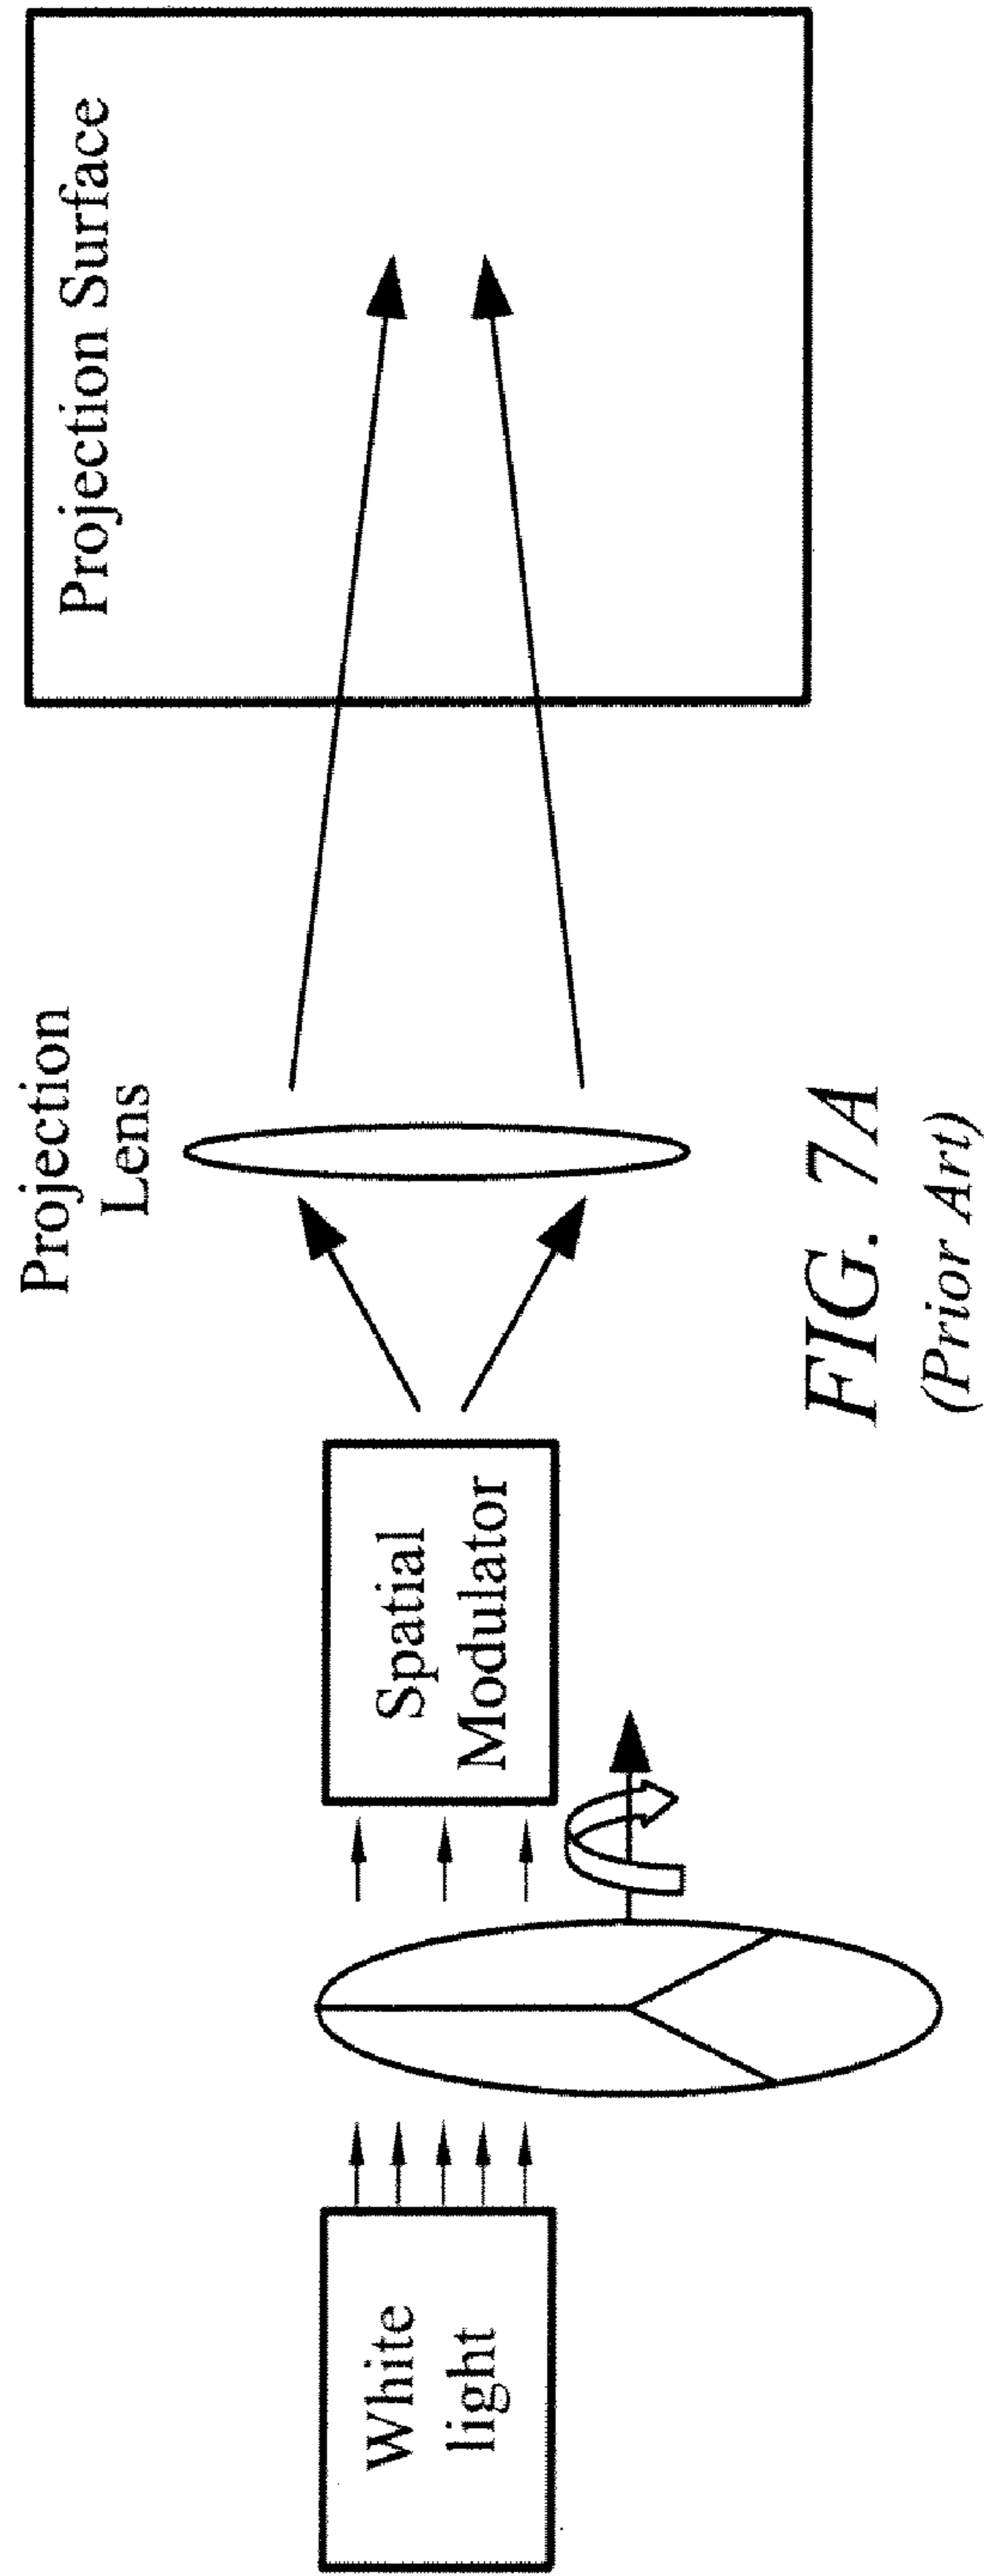 White
light
Spatial
Modulator
Projection
Lens
Projection Surface
FIG. 7A
(Prior Art)